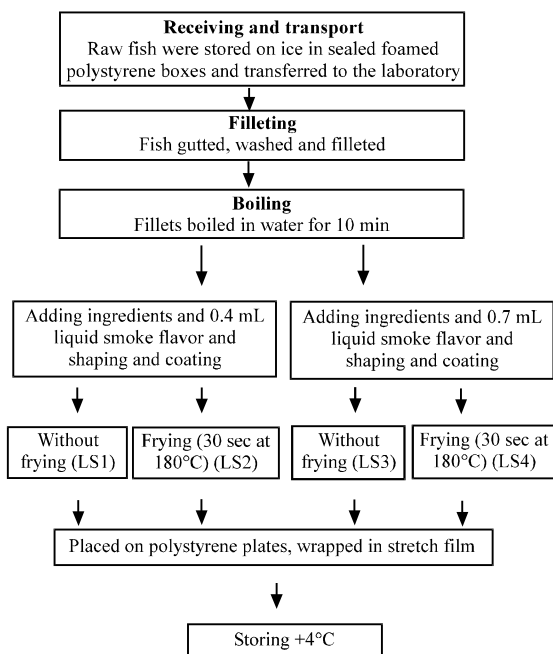 Receiving and transport
Raw fish were stored on ice in sealed foamed
polystyrene boxes and transferred to the laboratory
Filleting
Fish gutted, washed and filleted
Boiling
Fillets boiled in water for 10 min
Adding ingredients and 0.4 mL
liquid smoke flavor and
shaping and coating
Adding ingredients and 0.7 mL
liquid smoke flavor and
shaping and coating
Without
frying (LS1)
Frying (30 sec at
180°C) (LS2)
Without
frying (LS3)
Frying (30 sec at
180°C) (LS4)
Placed on polystyrene plates, wrapped in stretch film
Storing +4°C